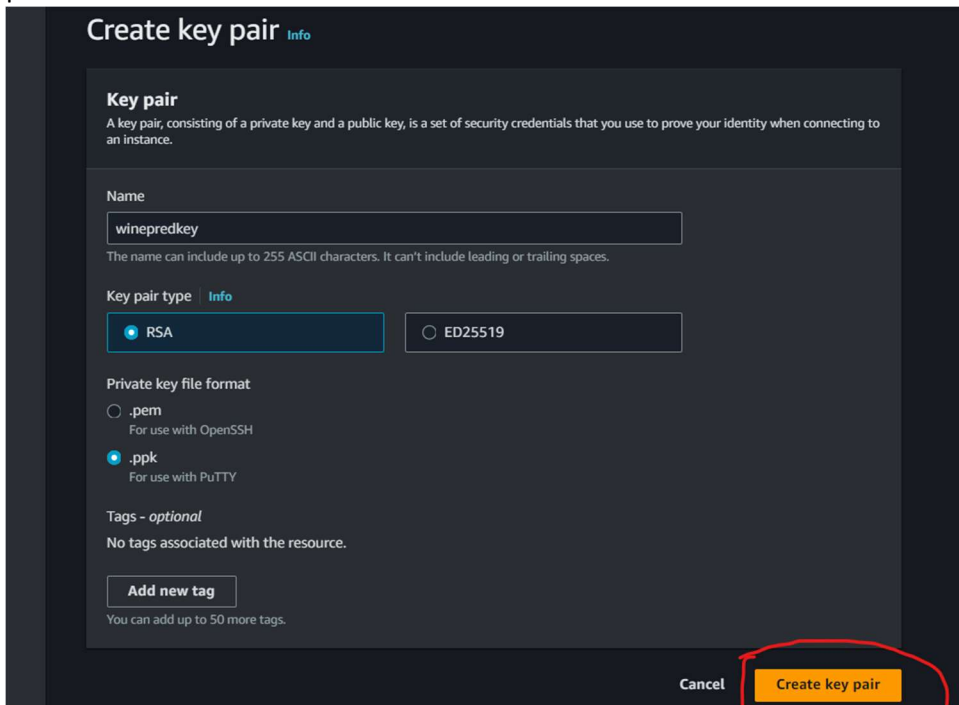 Create key pair Info
Key pair
A key pair, consisting of a private key and a public key, is a set of security credentials that you use to prove your identity when connecting to
an instance.
Name
winepredkey
The name can include up to 255 ASCII characters. It can't include leading or trailing spaces.
Key pair type Info
RSA ED25519
Private key file format
.pem
For use with OpenSSH
.ppk
For use with PuTTY
Tags - optional
No tags associated with the resource.
Add new tag
You can add up to 50 more tags.
Cancel Create key pair